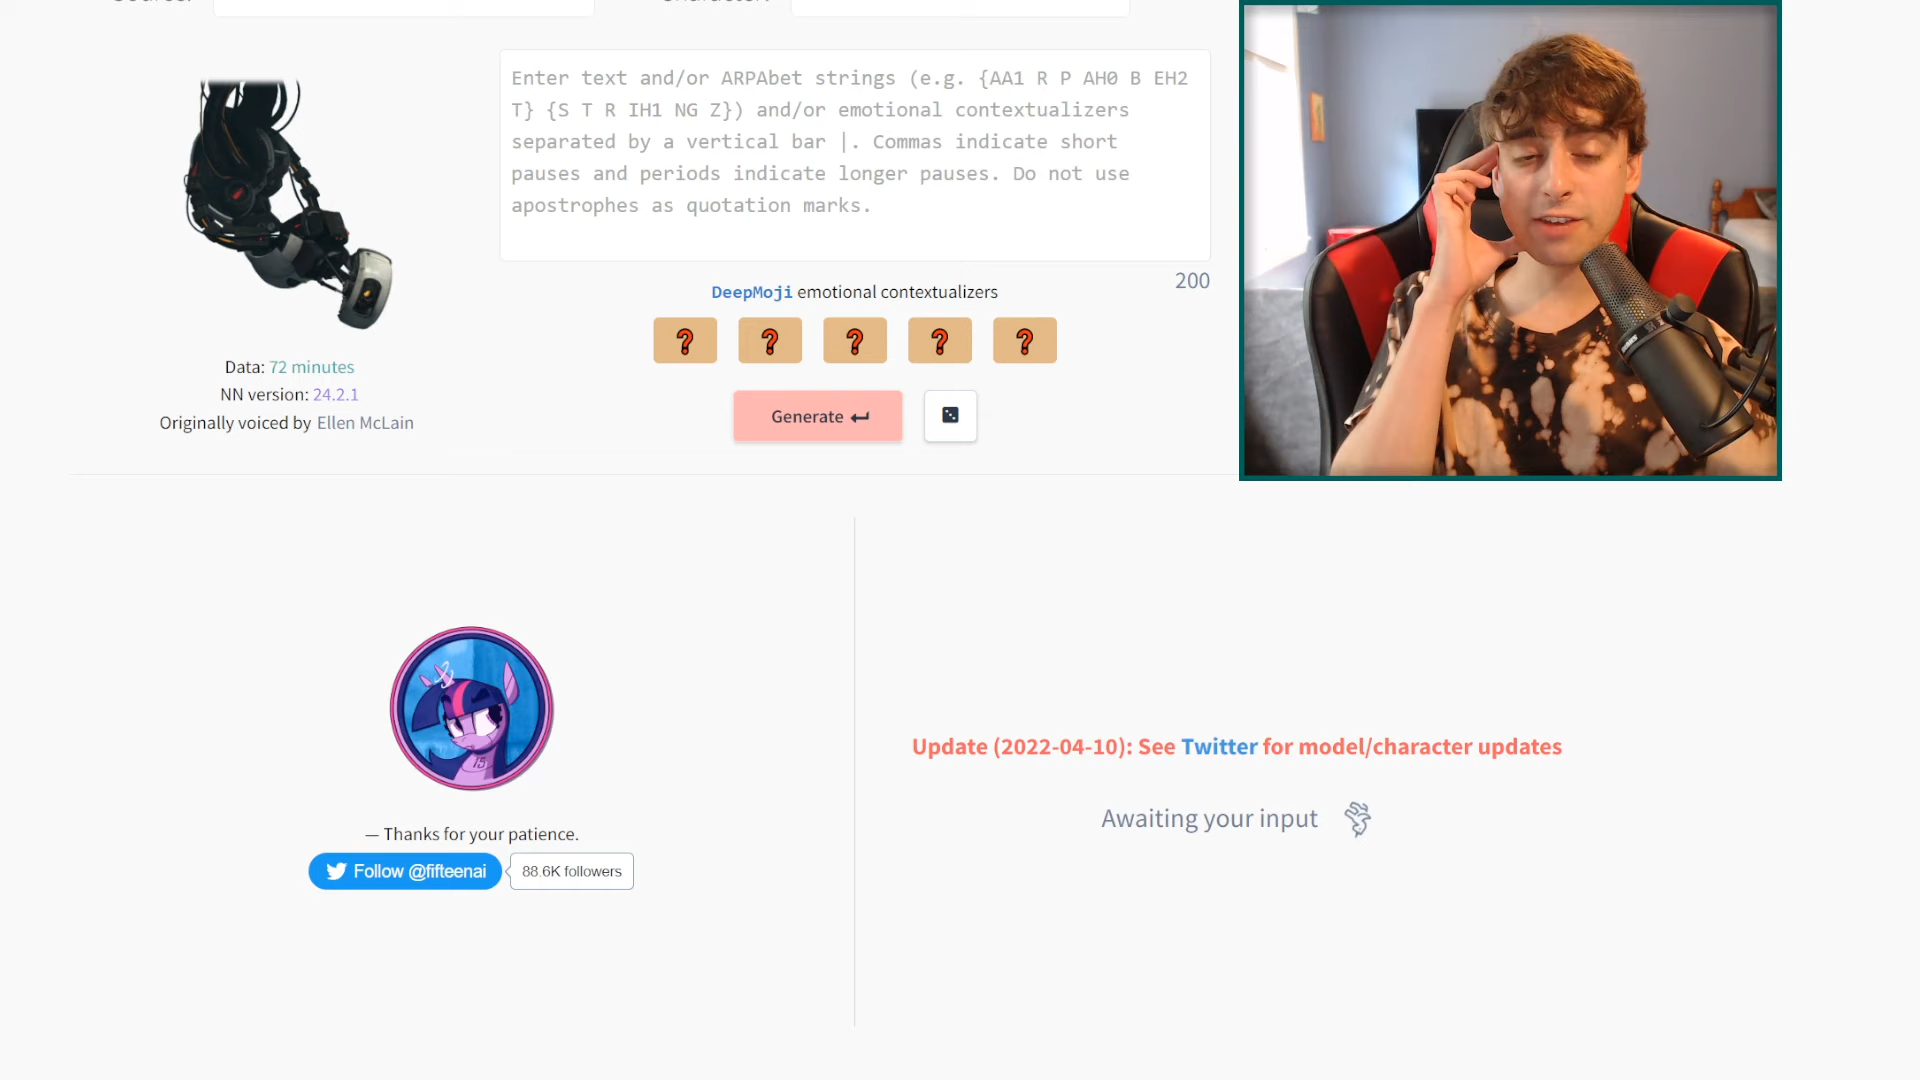 Enter text and/or ARPAbet strings (e.g. {AA1 R P AH0 B EH2
T} {S T R IH1 NG Z}) and/or emotional contextualizers
separated by a vertical bar |. Commas indicate short
pauses and periods indicate longer pauses. Do not use
apostrophes as quotation marks.
200
DeepMoji emotional contextualizers
? ? ? ? ?
Data: 72 minutes
NN version: 24.2.1
Originally voiced by Ellen McLain
Generate
15
— Thanks for your patience.
Follow @fifteenai
88.6K followers
Update (2022-04-10): See Twitter for model/character updates
Awaiting your input